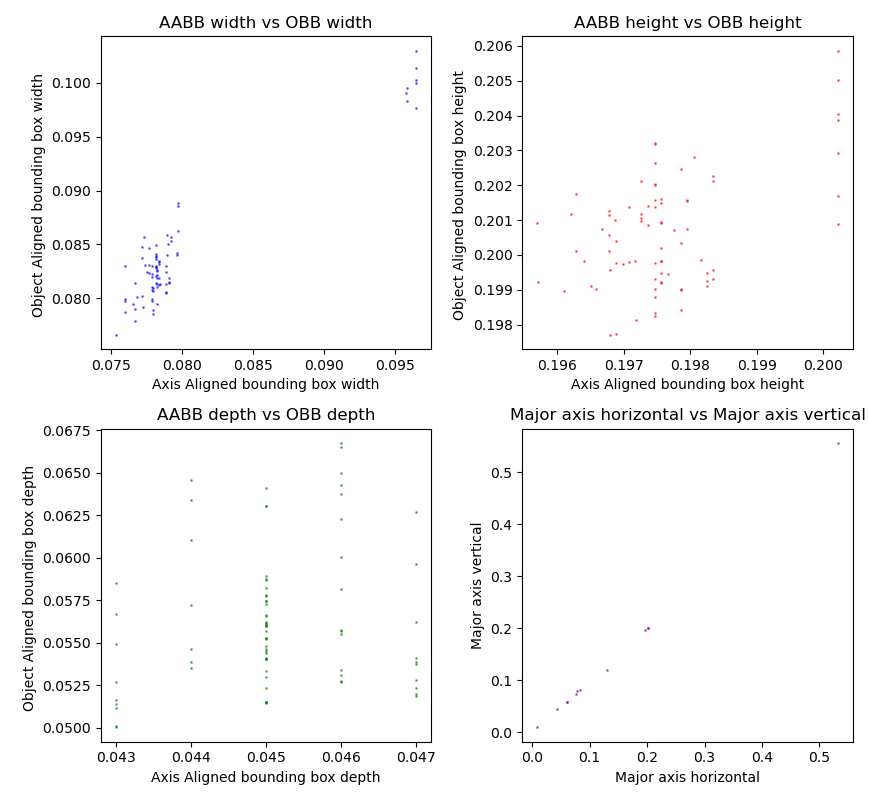 AABB width vs OBB width
Object Aligned bounding box width
0.100
0.095
0.090
0.085
0.080
0.075 0.080 0.085 0.090 0.095
Axis Aligned bounding box width
AABB height vs OBB height
Object Aligned bounding box height
0.206
0.205
0.204
0.203
0.202
0.201
0.200
0.199
0.198
0.196 0.197 0.198 0.199 0.200
Axis Aligned bounding box height
AABB depth vs OBB depth
Object Aligned bounding box depth
0.0675
0.0650
0.0625
0.0600
0.0575
0.0550
0.0525
0.0500
0.043 0.044 0.045 0.046 0.047
Axis Aligned bounding box depth
Major axis horizontal vs Major axis vertical
Major axis vertical
0.5
0.4
0.3
0.2
0.1
0.0
0.0 0.1 0.2 0.3 0.4 0.5
Major axis horizontal